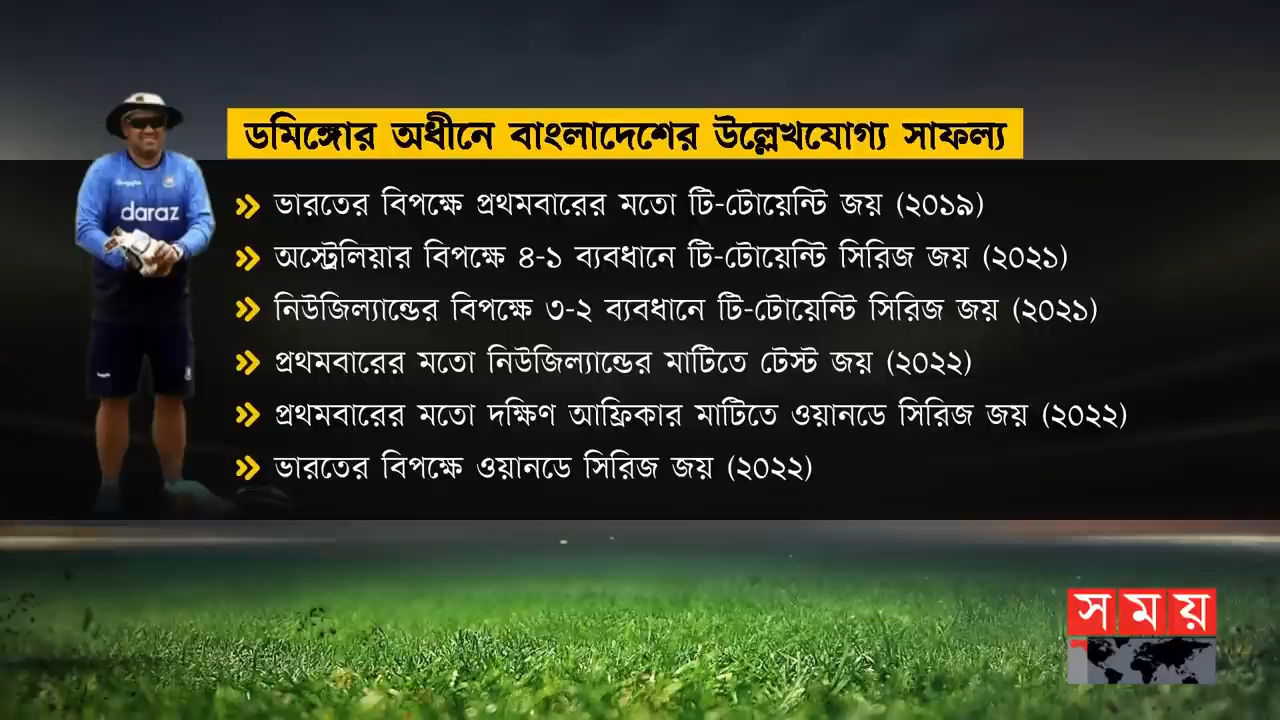 ডমিঙ্গোর অধীনে বাংলাদেশের উল্লেখযোগ্য সাফল্য
ভারতের বিপক্ষে প্রথমবারের মতো টি-টোয়েন্টি জয় (২০১৯)
অস্ট্রেলিয়ার বিপক্ষে ৪-১ ব্যবধানে টি-টোয়েন্টি সিরিজ জয় (২০২১)
নিউজিল্যান্ডের বিপক্ষে ৩-২ ব্যবধানে টি-টোয়েন্টি সিরিজ জয় (২০২১)
প্রথমবারের মতো নিউজিল্যান্ডের মাটিতে টেস্ট জয় (২০২২)
প্রথমবারের মতো দক্ষিণ আফ্রিকার মাটিতে ওয়ানডে সিরিজ জয় (২০২২)
ভারতের বিপক্ষে ওয়ানডে সিরিজ জয় (২০২২)
daraz
সময়